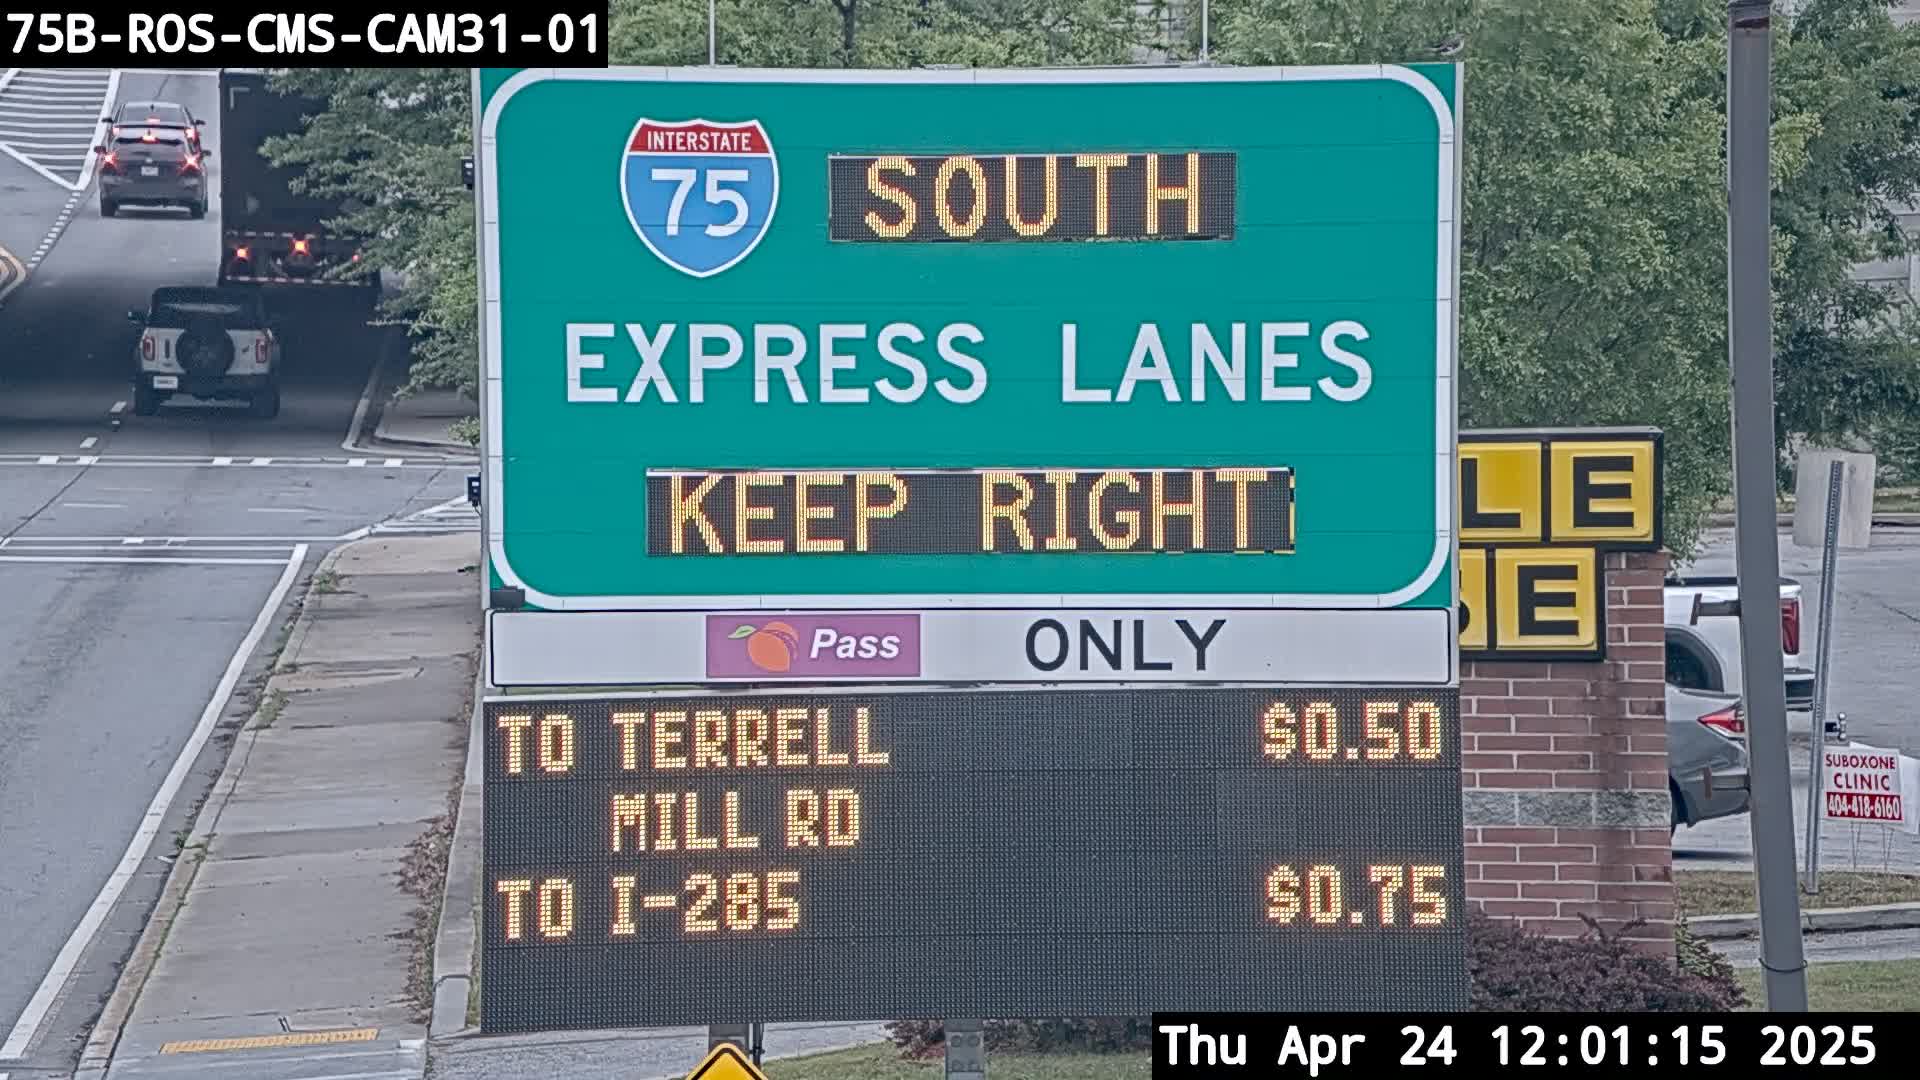 75B-ROS-CMS-CAM31-01
INTERSTATE
75
SOUTH
EXPRESS LANES
KEEP RIGHT
Pass ONLY
TO TERRELL $0.50
MILL RD
TO I-285 $0.75
LE
E
SUBOXONE
CLINIC
404-418-6160
Thu Apr 24 12:01:15 2025